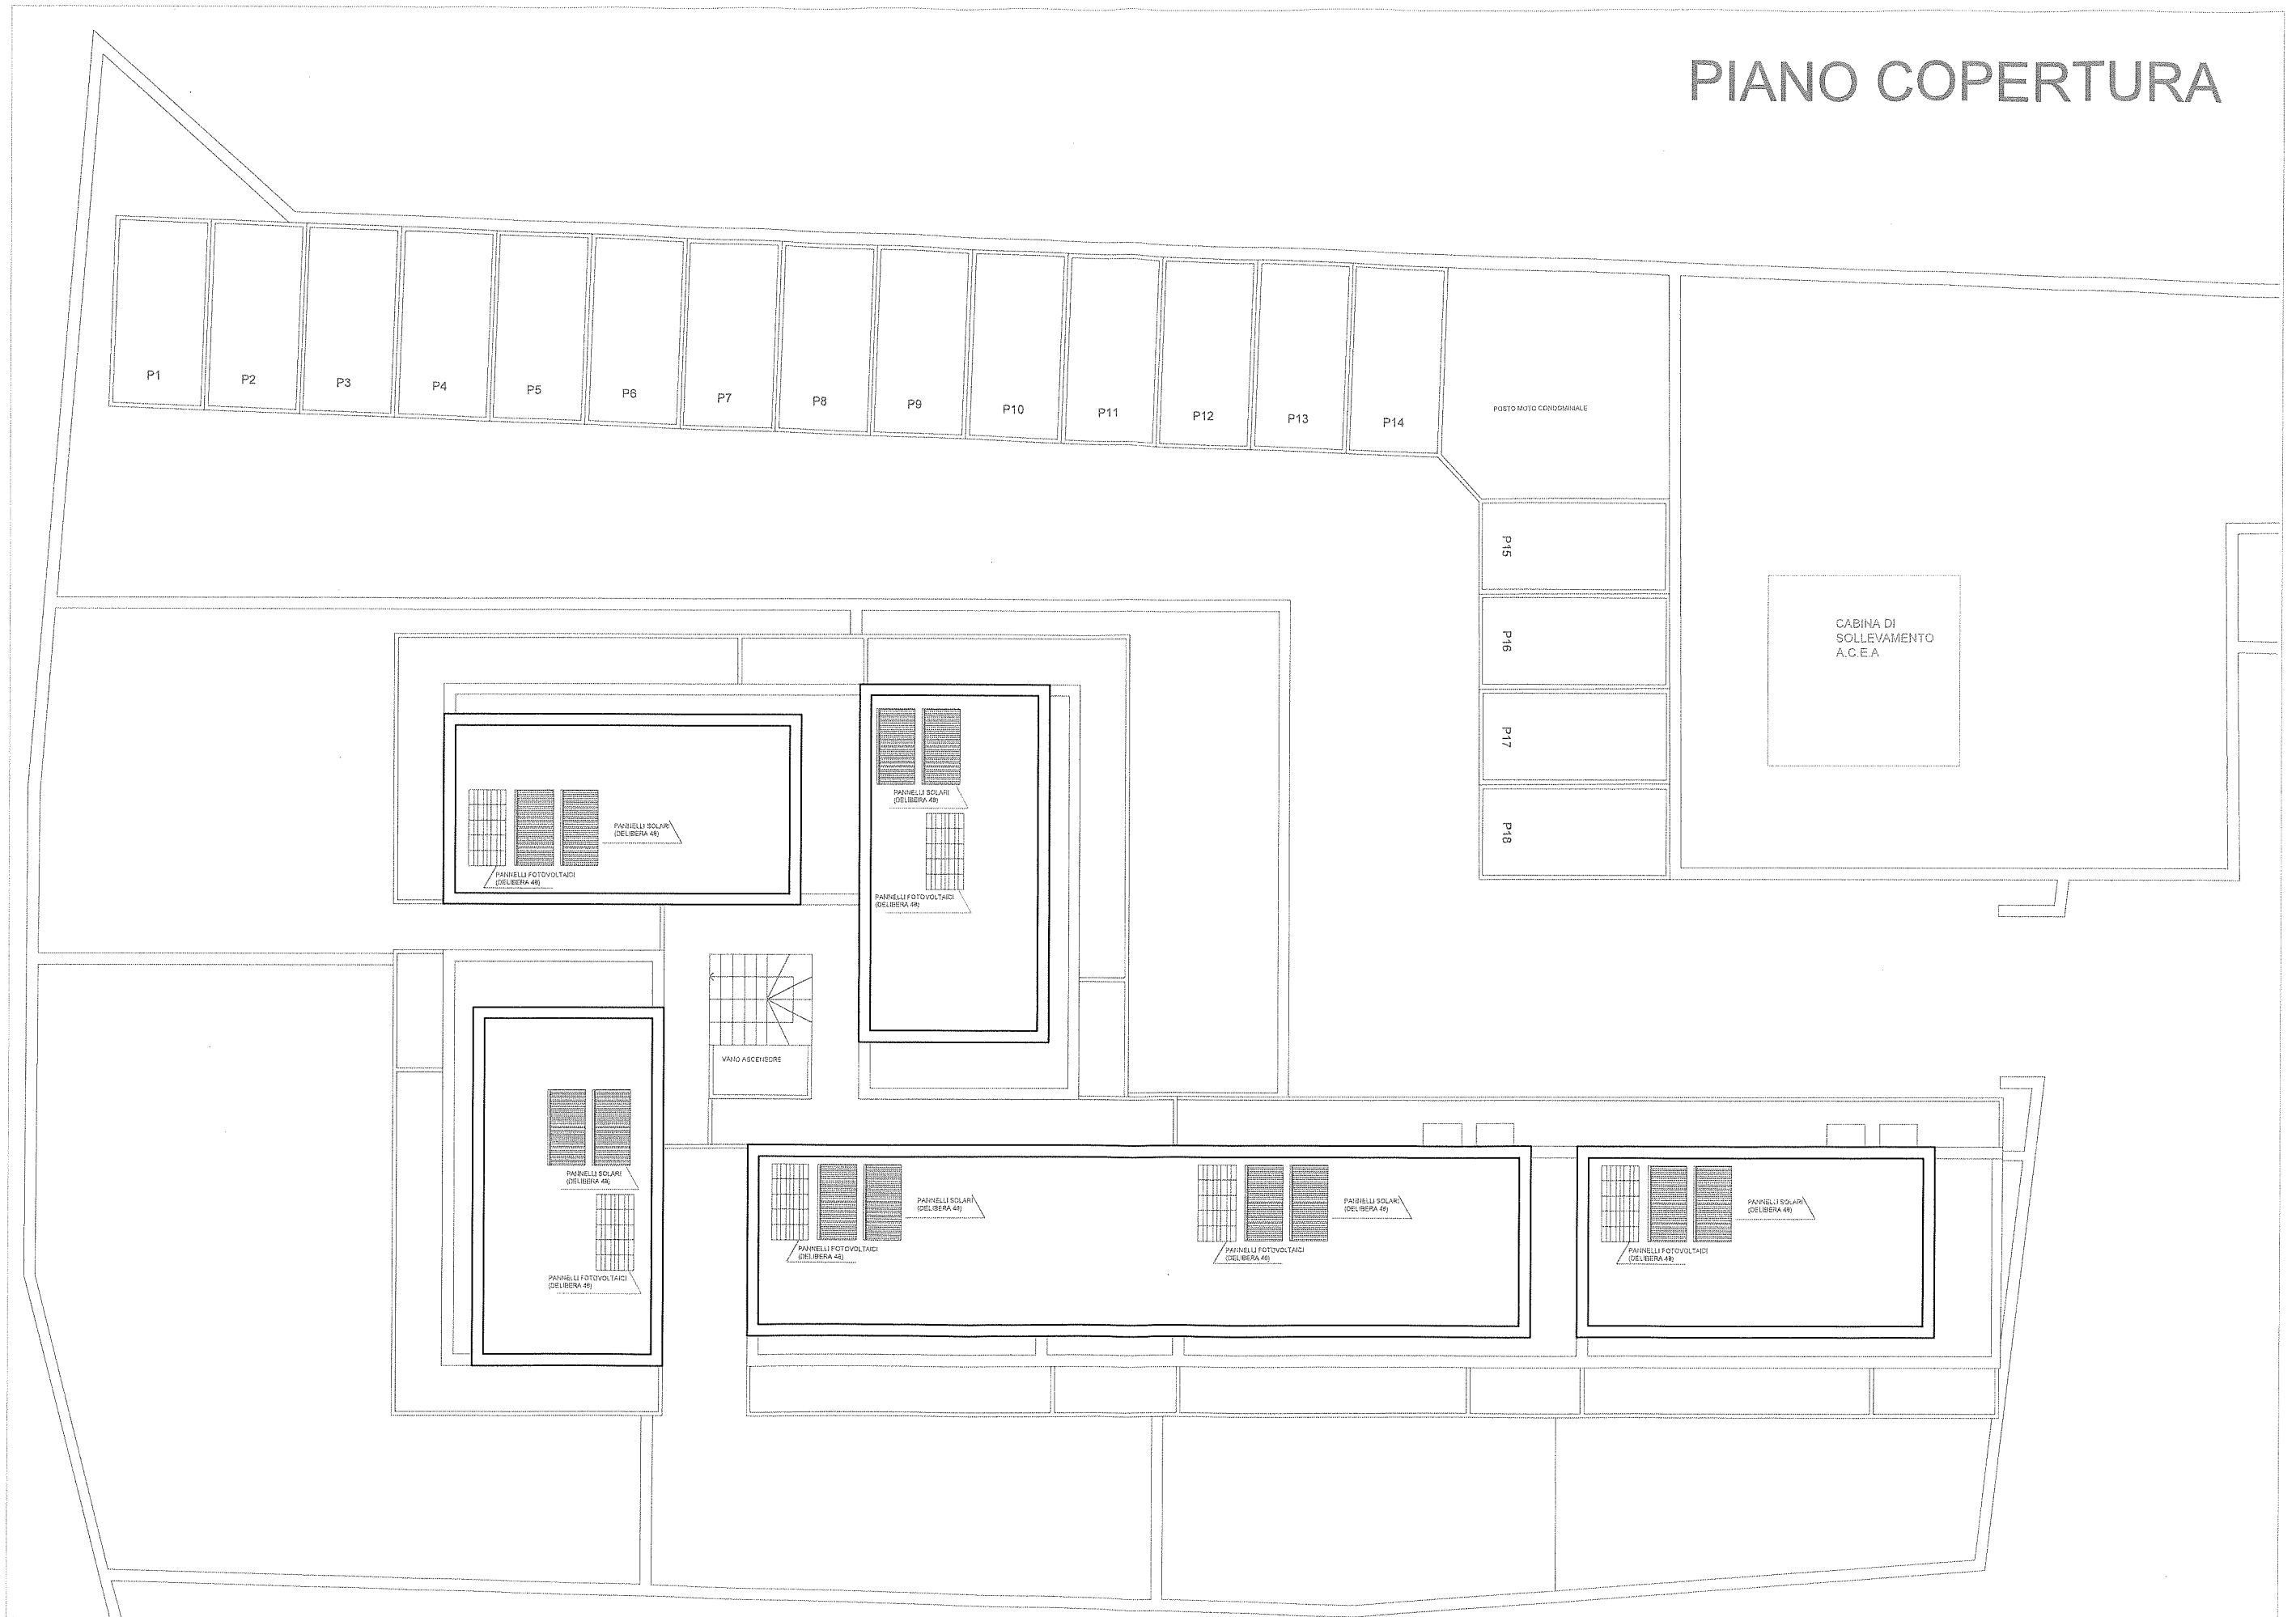 PIANO COPERTURA
P1
P2
P3
P4
P5
P6
P7
P8
P9
P10
P11
P12
P13
P14
POSTO MOTO CONDOMINIALE
P15
P16
P17
P18
CABINA DI
SOLLEVAMENTO
A.C.E.A
PANNELLI SOLARI
(DELIBERA 48)
PANNELLI FOTOVOLTAICI
(DELIBERA 48)
PANNELLI SOLARI
(DELIBERA 48)
PANNELLI FOTOVOLTAICI
(DELIBERA 48)
VANO ASCENSORE
PANNELLI SOLARI
(DELIBERA 48)
PANNELLI FOTOVOLTAICI
(DELIBERA 48)
PANNELLI SOLARI
(DELIBERA 48)
PANNELLI FOTOVOLTAICI
(DELIBERA 48)
PANNELLI SOLARI
(DELIBERA 48)
PANNELLI FOTOVOLTAICI
(DELIBERA 48)
PANNELLI SOLARI
(DELIBERA 48)
PANNELLI FOTOVOLTAICI
(DELIBERA 48)